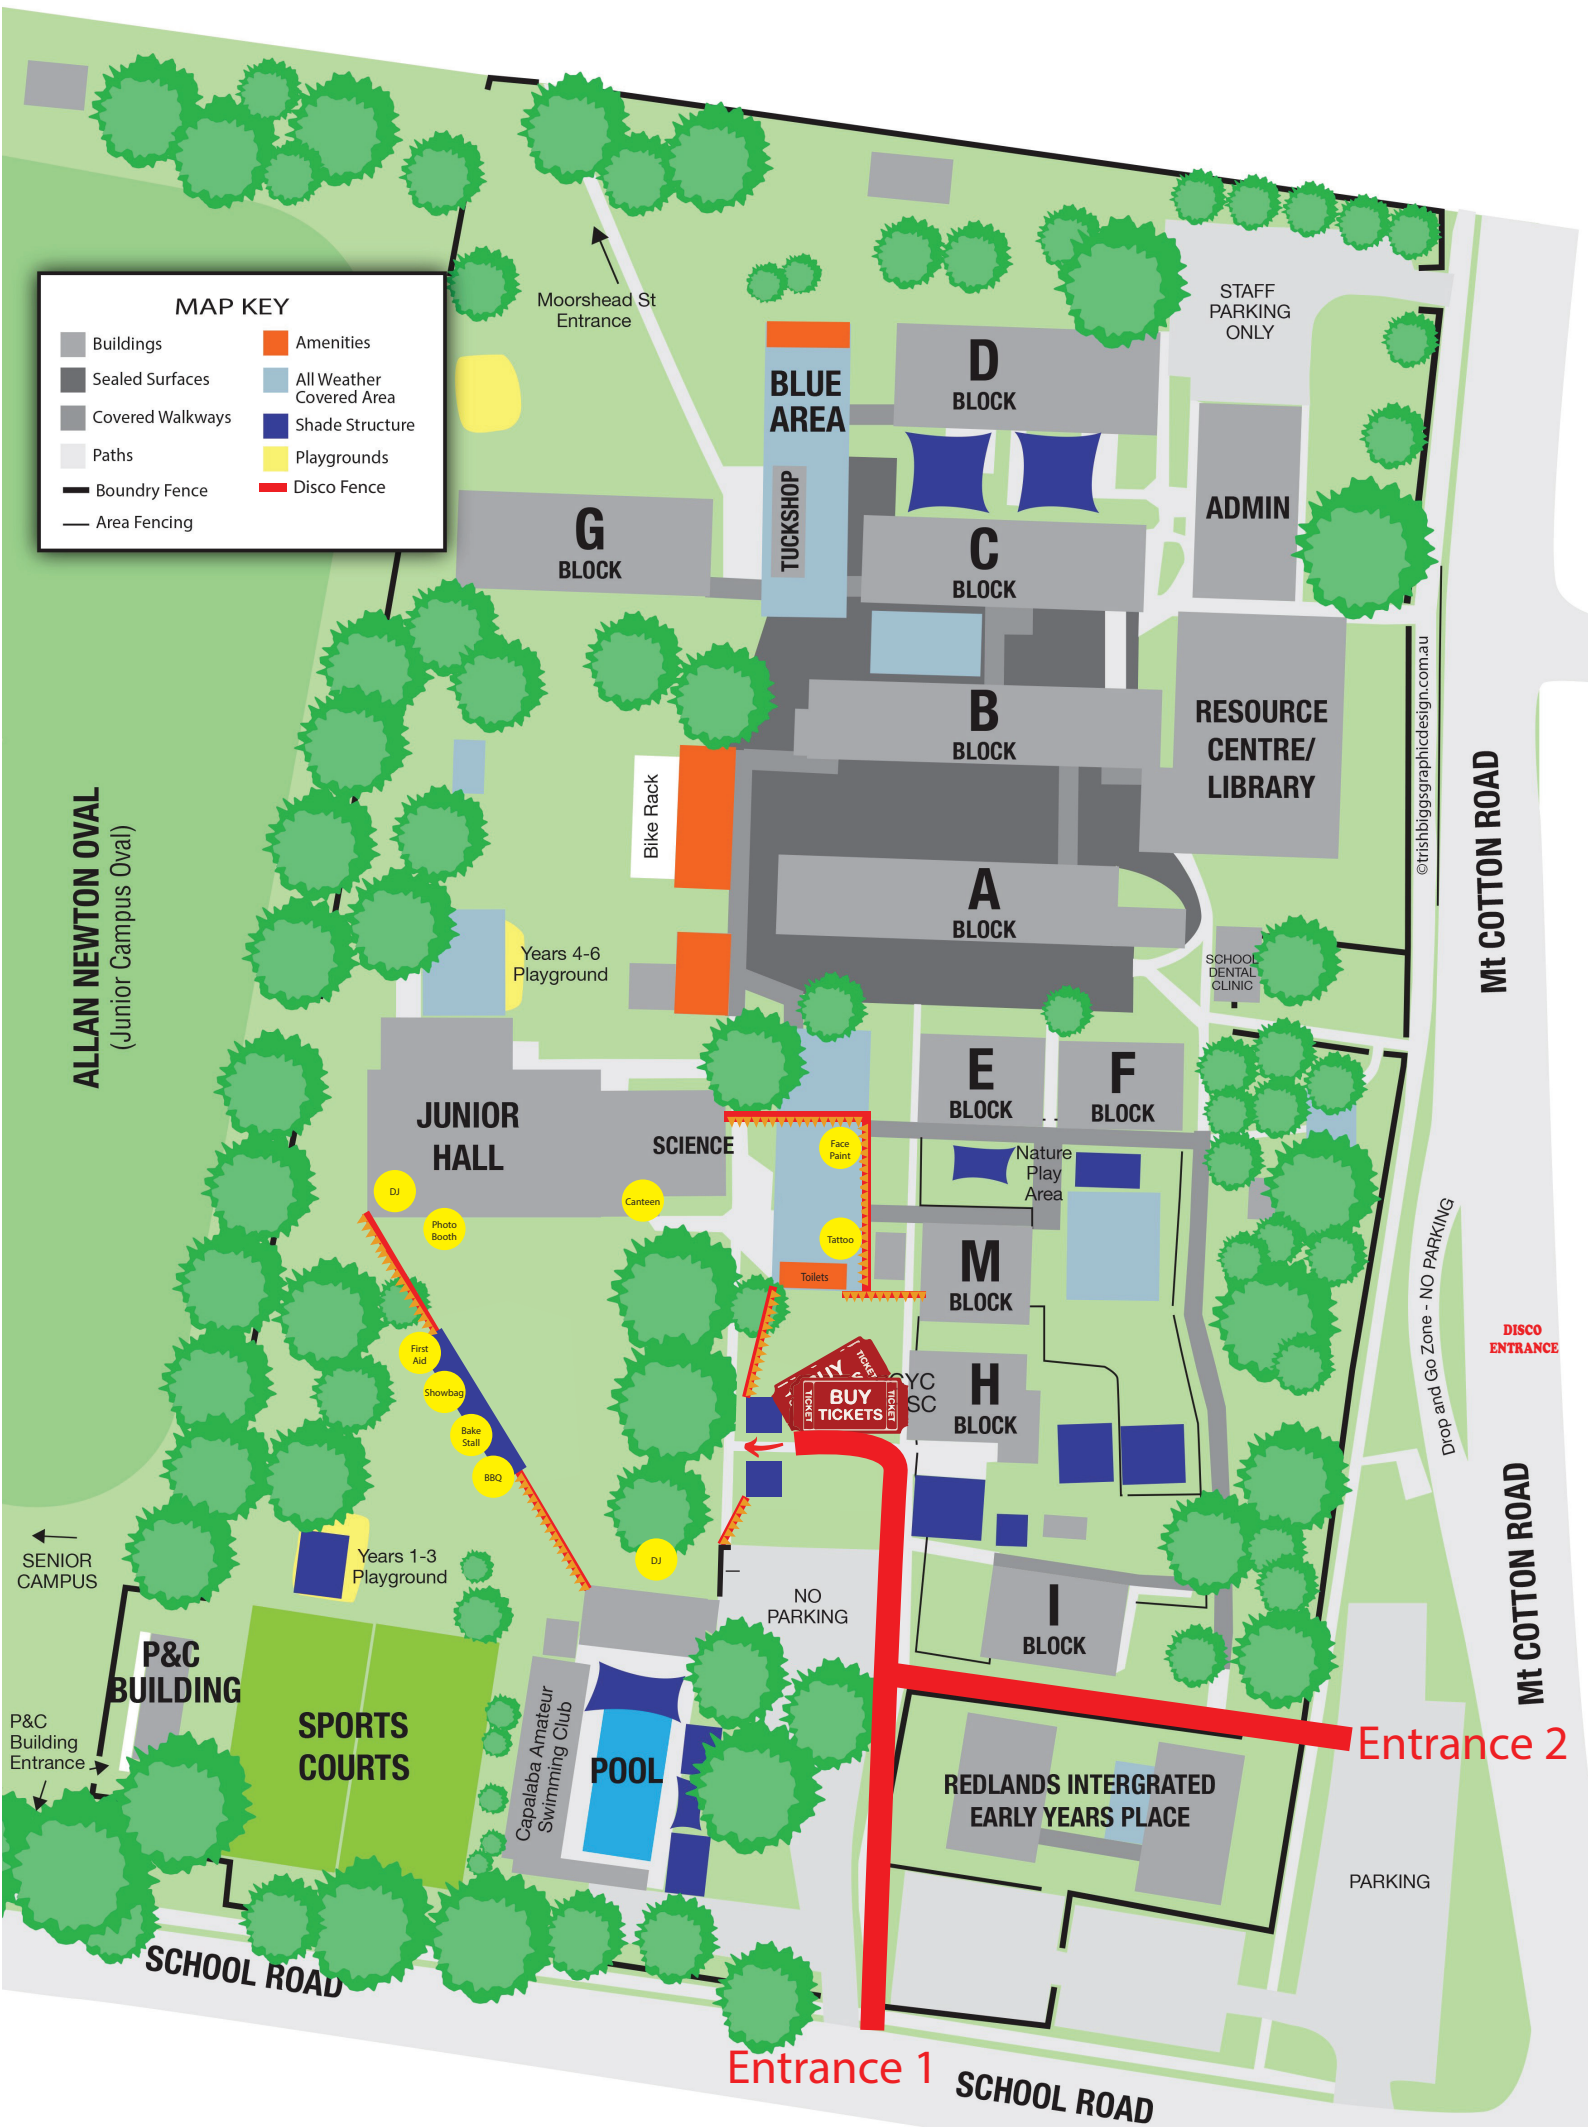 MAP KEY
Buildings
Sealed Surfaces
Covered Walkways
Paths
Boundry Fence
Area Fencing
Amenities
All Weather
Covered Area
Shade Structure
Playgrounds
Disco Fence
Moorshead St
Entrance
STAFF
PARKING
ONLY
BLUE
AREA
TUCKSHOP
D
BLOCK
ADMIN
G
BLOCK
C
BLOCK
B
BLOCK
RESOURCE
CENTRE/
LIBRARY
©trishbiggsgraphicdesign.com.au
Mt COTTON ROAD
Bike Rack
ALLAN NEWTON OVAL
(Junior Campus Oval)
A
BLOCK
Years 4-6
Playground
SCHOOL
DENTAL
CLINIC
E
BLOCK
F
BLOCK
JUNIOR
HALL
SCIENCE
Face
Paint
Nature
Play
Area
DJ
Photo
Booth
Canteen
Tattoo
Toilets
M
BLOCK
Drop and Go Zone - NO PARKING
DISCO
ENTRANCE
First
Aid
Showbag
Bake
Stall
BBQ
DJ
BUY
TICKET
TICKET
BUY
TICKETS
TICKET
CYC
SC
H
BLOCK
Mt COTTON ROAD
SENIOR
CAMPUS
Years 1-3
Playground
NO
PARKING
I
BLOCK
P&C
BUILDING
P&C
Building
Entrance
SPORTS
COURTS
Capalaba Amateur
Swimming Club
POOL
Entrance 2
REDLANDS INTERGRATED
EARLY YEARS PLACE
PARKING
SCHOOL ROAD
Entrance 1
SCHOOL ROAD